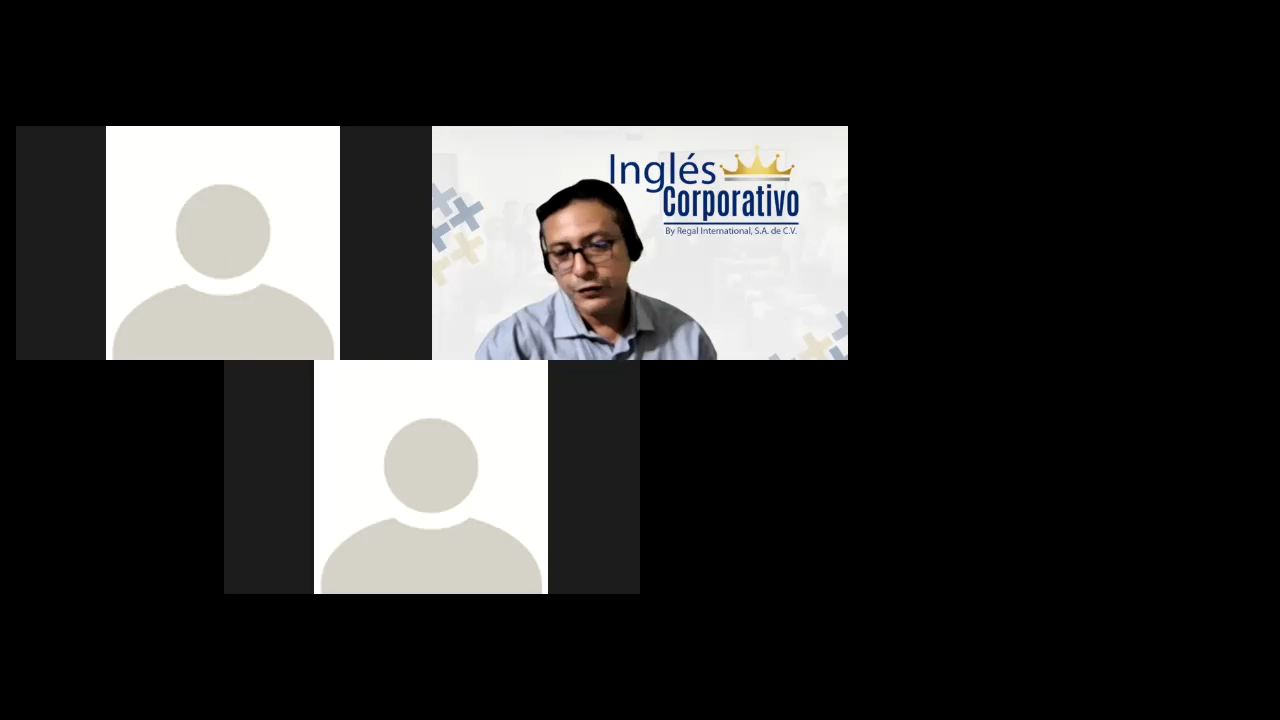 Inglés
Corporativo
By Regal International, S.A. de C.V.